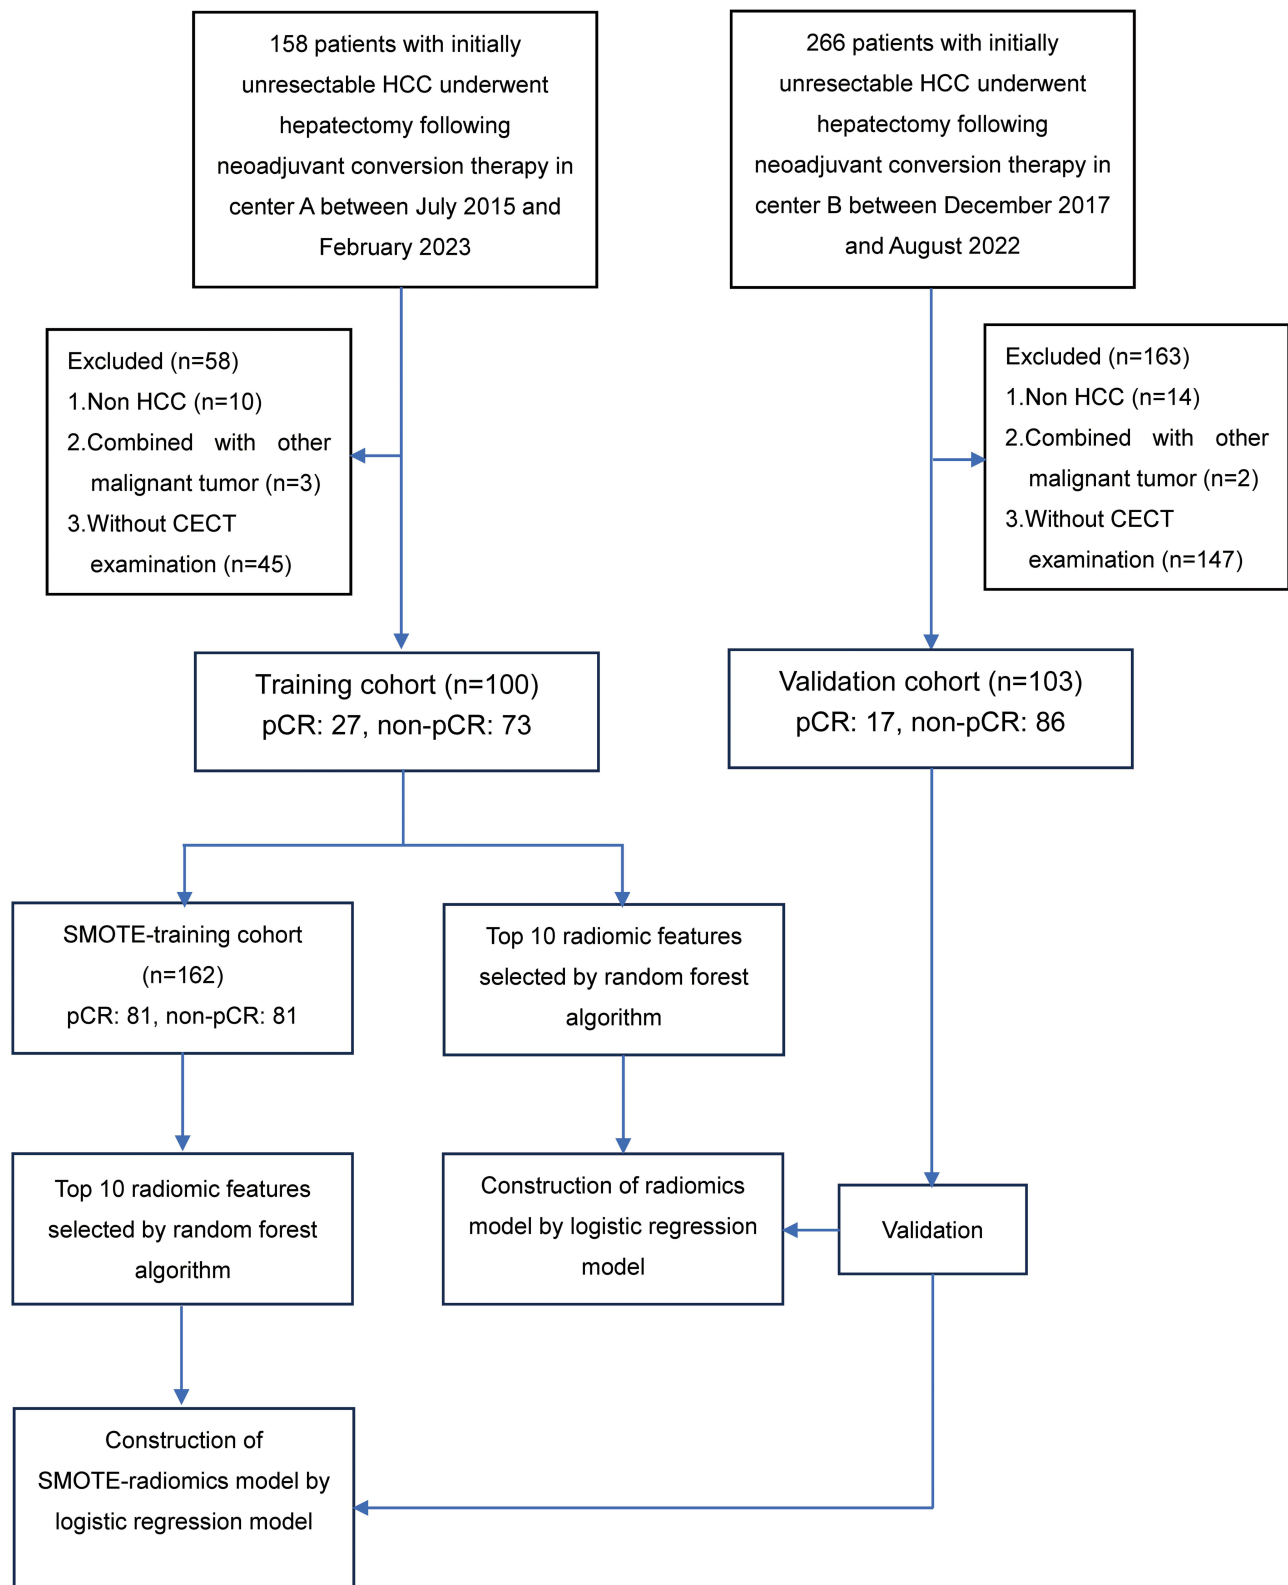 158 patients with initially
unresectable HCC underwent
hepatectomy following
neoadjuvant conversion therapy in
center A between July 2015 and
February 2023
266 patients with initially
unresectable HCC underwent
hepatectomy following
neoadjuvant conversion therapy in
center B between December 2017
and August 2022
Excluded (n=58)
1.Non HCC (n=10)
2.Combined with other
malignant tumor (n=3)
3.Without CECT
examination (n=45)
Excluded (n=163)
1.Non HCC (n=14)
2.Combined with other
malignant tumor (n=2)
3.Without CECT
examination (n=147)
Training cohort (n=100)
pCR: 27, non-pCR: 73
Validation cohort (n=103)
pCR: 17, non-pCR: 86
SMOTE-training cohort
(n=162)
pCR: 81, non-pCR: 81
Top 10 radiomic features
selected by random forest
algorithm
Top 10 radiomic features
selected by random forest
algorithm
Construction of radiomics
model by logistic regression
model
Validation
Construction of
SMOTE-radiomics model by
logistic regression model